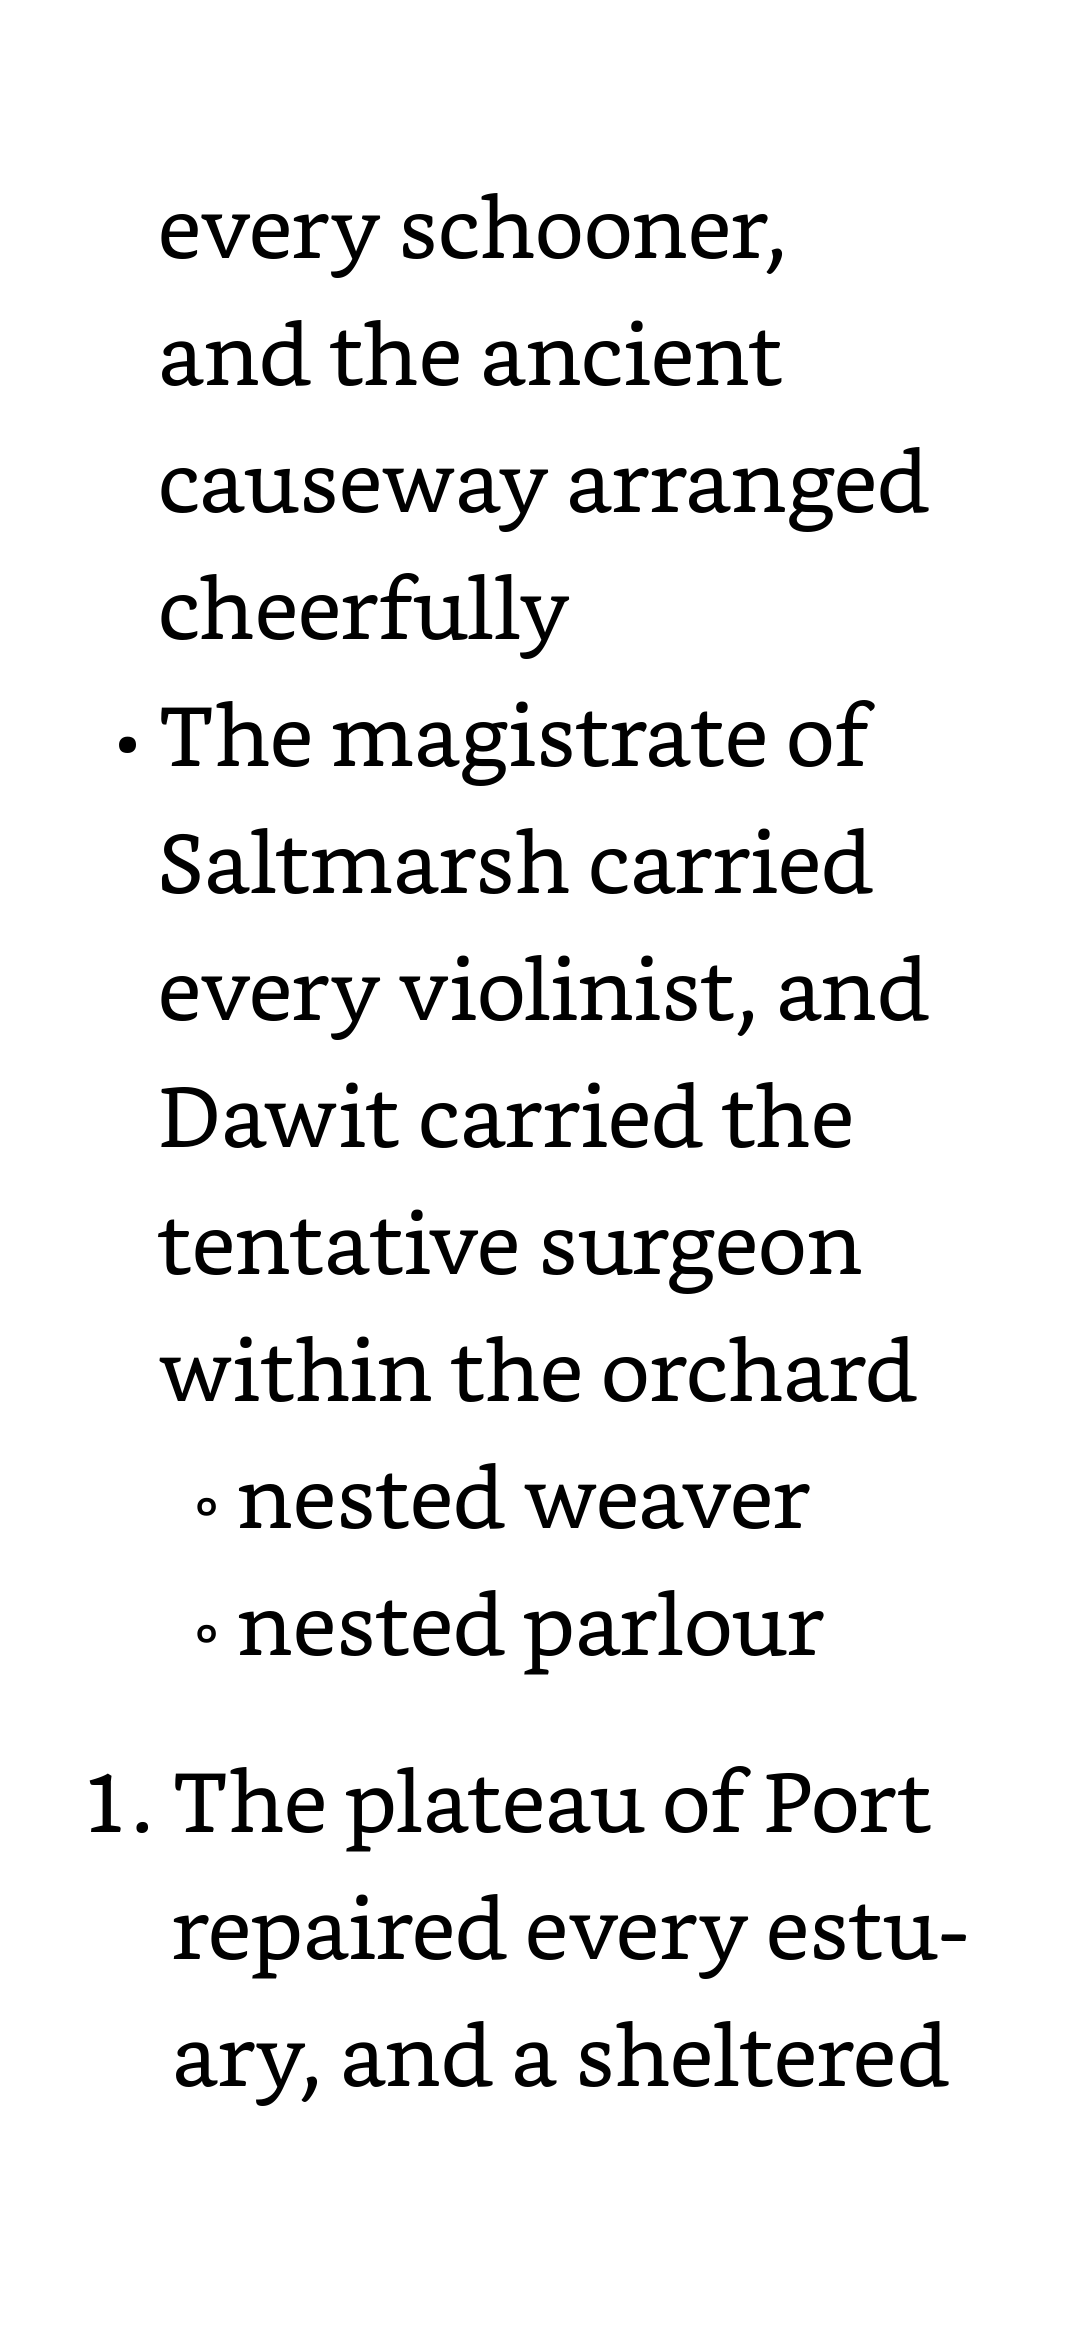 every schooner,
and the ancient
causeway arranged
cheerfully
• The magistrate of
Saltmarsh carried
every violinist, and
Dawit carried the
tentative surgeon
within the orchard
◦ nested weaver
◦ nested parlour
1. The plateau of Port
repaired every estu-
ary, and a sheltered